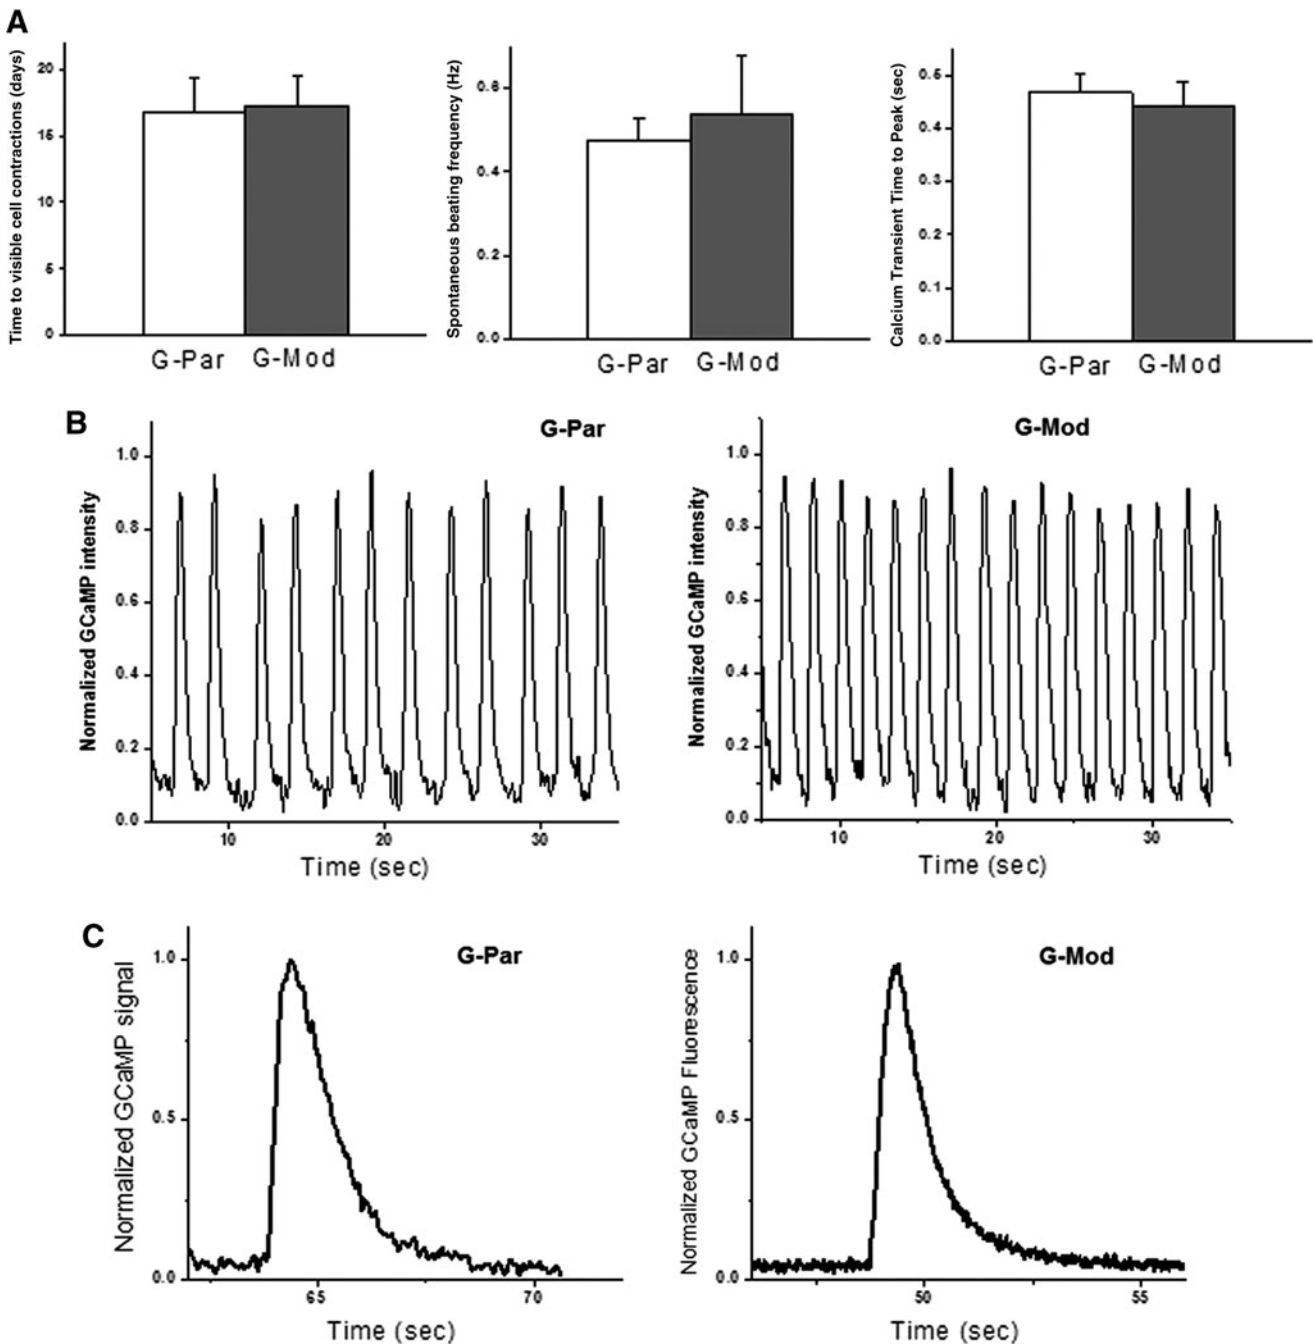 A
Time to visible cell contractions (days)
20
15
10
5
0
G-Par G-Mod
Spontaneous beating frequency (Hz)
0.6
0.4
0.2
0.0
G-Par G-Mod
Calcium Transient Time to Peak (sec)
0.5
0.4
0.3
0.2
0.1
0.0
G-Par G-Mod
B
G-Par
Normalized GCaMP intensity
1.0
0.8
0.6
0.4
0.2
0.0
10 20 30
Time (sec)
G-Mod
Normalized GCaMP intensity
1.0
0.8
0.6
0.4
0.2
0.0
10 20 30
Time (sec)
C
G-Par
Normalized GCaMP signal
1.0
0.5
0.0
65 70
Time (sec)
G-Mod
Normalized GCaMP Fluorescence
1.0
0.5
0.0
50 55
Time (sec)